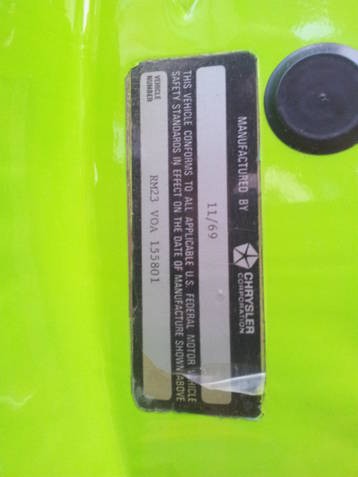 MANUFACTURED BY CHRYSLER CORPORATION
11/69
THIS VEHICLE CONFORMS TO ALL APPLICABLE U.S. FEDERAL MOTOR VEHICLE
SAFETY STANDARDS IN EFFECT ON THE DATE OF MANUFACTURE SHOWN ABOVE
VEHICLE
NUMBER
RM23 VOA 155801